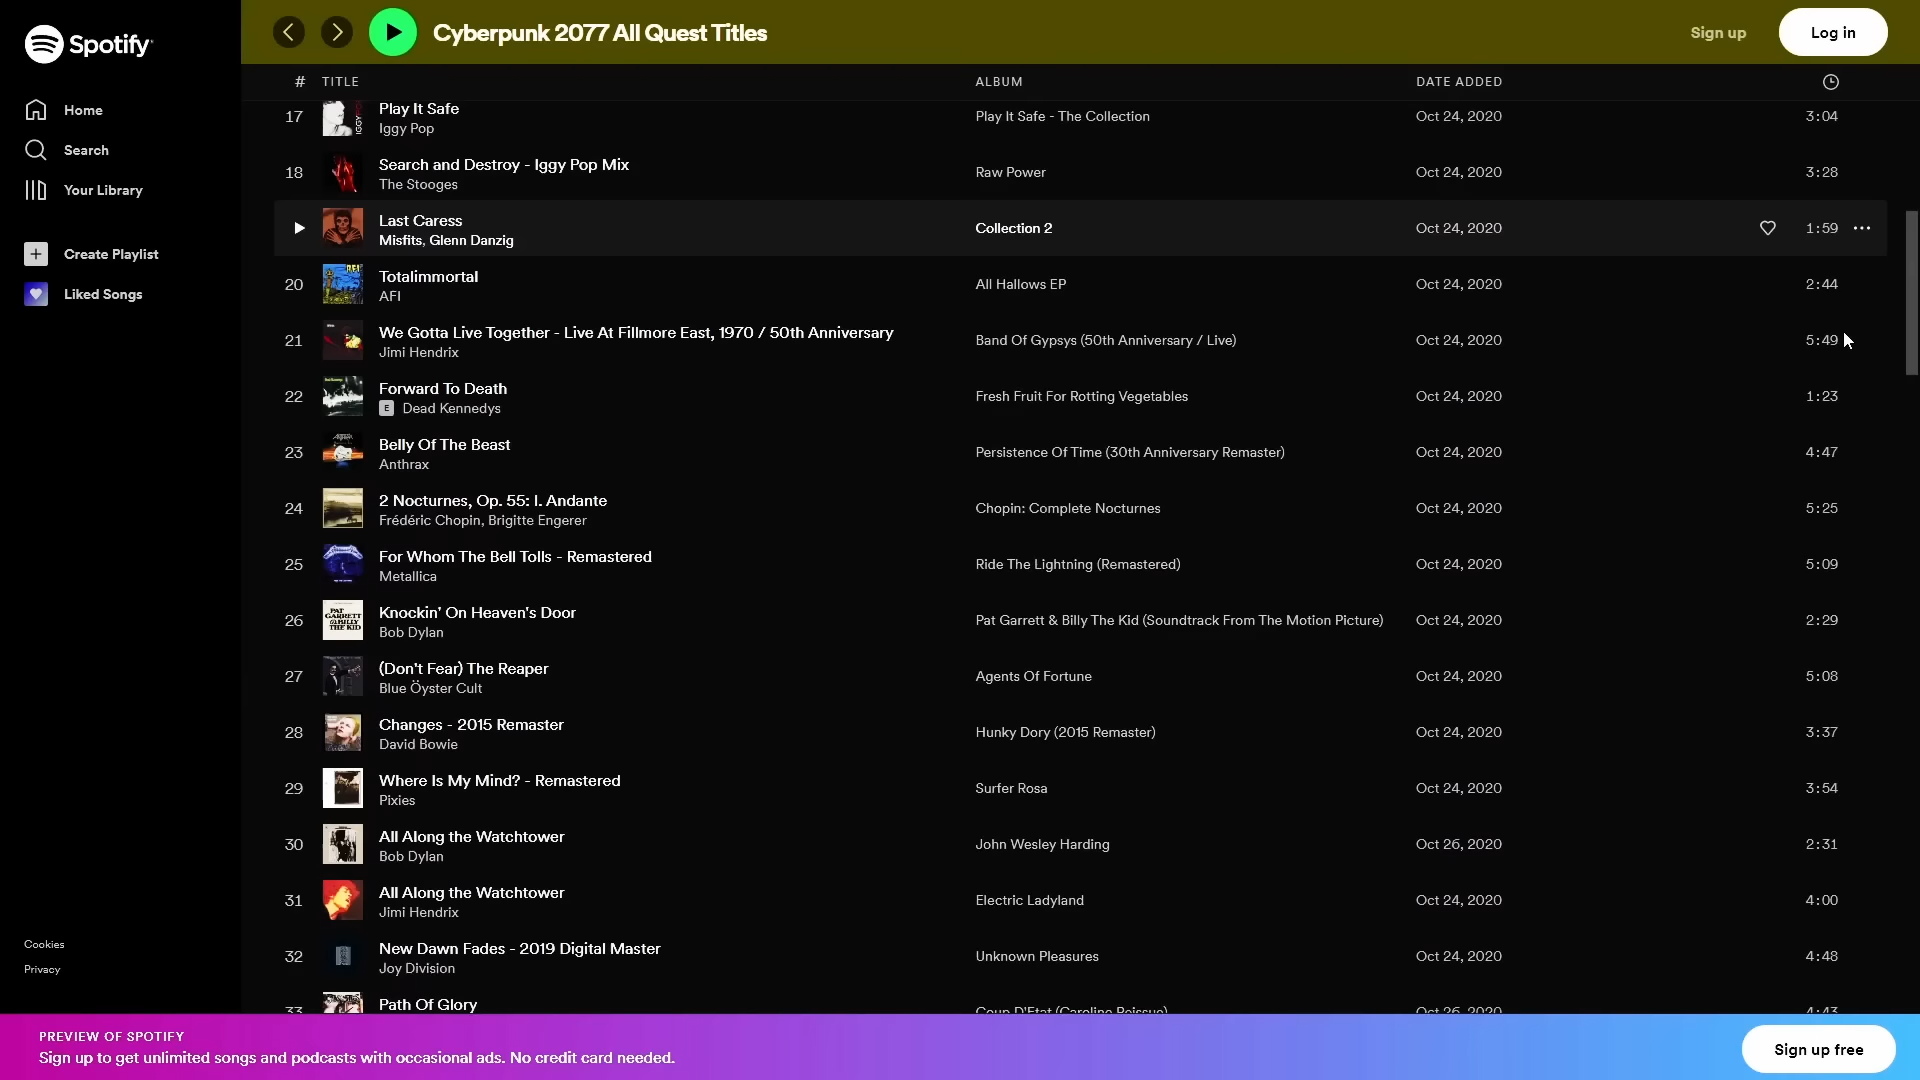 Spotify
Home
Search
Your Library
Create Playlist
Liked Songs
Cookies
Privacy
Cyberpunk 2077 All Quest Titles
Sign up
Log in
# TITLE ALBUM DATE ADDED
17 Play It Safe Play It Safe - The Collection Oct 24, 2020 3:04
Iggy Pop
18 Search and Destroy - Iggy Pop Mix Raw Power Oct 24, 2020 3:28
The Stooges
Last Caress Collection 2 Oct 24, 2020 1:59
Misfits, Glenn Danzig
20 Totalimmortal All Hallows EP Oct 24, 2020 2:44
AFI
21 We Gotta Live Together - Live At Fillmore East, 1970 / 50th Anniversary Band Of Gypsys (50th Anniversary / Live) Oct 24, 2020 5:49
Jimi Hendrix
22 Forward To Death Fresh Fruit For Rotting Vegetables Oct 24, 2020 1:23
E Dead Kennedys
23 Belly Of The Beast Persistence Of Time (30th Anniversary Remaster) Oct 24, 2020 4:47
Anthrax
24 2 Nocturnes, Op. 55: I. Andante Chopin: Complete Nocturnes Oct 24, 2020 5:25
Frédéric Chopin, Brigitte Engerer
25 For Whom The Bell Tolls - Remastered Ride The Lightning (Remastered) Oct 24, 2020 5:09
Metallica
26 Knockin' On Heaven's Door Pat Garrett & Billy The Kid (Soundtrack From The Motion Picture) Oct 24, 2020 2:29
Bob Dylan
27 (Don't Fear) The Reaper Agents Of Fortune Oct 24, 2020 5:08
Blue Öyster Cult
28 Changes - 2015 Remaster Hunky Dory (2015 Remaster) Oct 24, 2020 3:37
David Bowie
29 Where Is My Mind? - Remastered Surfer Rosa Oct 24, 2020 3:54
Pixies
30 All Along the Watchtower John Wesley Harding Oct 26, 2020 2:31
Bob Dylan
31 All Along the Watchtower Electric Ladyland Oct 24, 2020 4:00
Jimi Hendrix
32 New Dawn Fades - 2019 Digital Master Unknown Pleasures Oct 24, 2020 4:48
Joy Division
33 Path Of Glory Coup D'Etat (Caroline Reissue) Oct 26, 2020 4:43
PREVIEW OF SPOTIFY
Sign up to get unlimited songs and podcasts with occasional ads. No credit card needed.
Sign up free